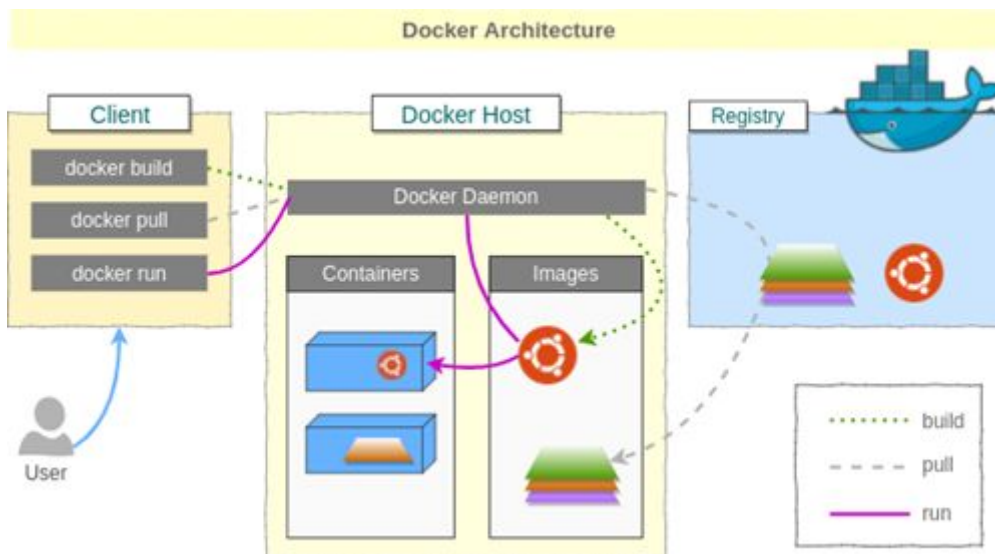 Docker Architecture
Client
docker build
docker pull
docker run
User
Docker Host
Docker Daemon
Containers
Images
Registry
build
pull
run